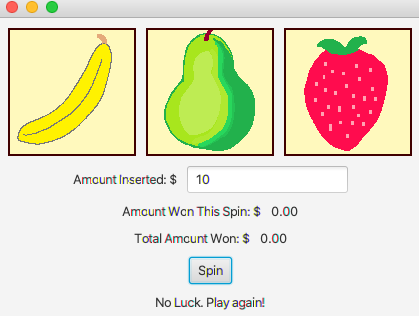 Amount Inserted: $ 10
Amount Won This Spin: $ 0.00
Total Amount Won: $ 0.00
Spin
No Luck. Play again!